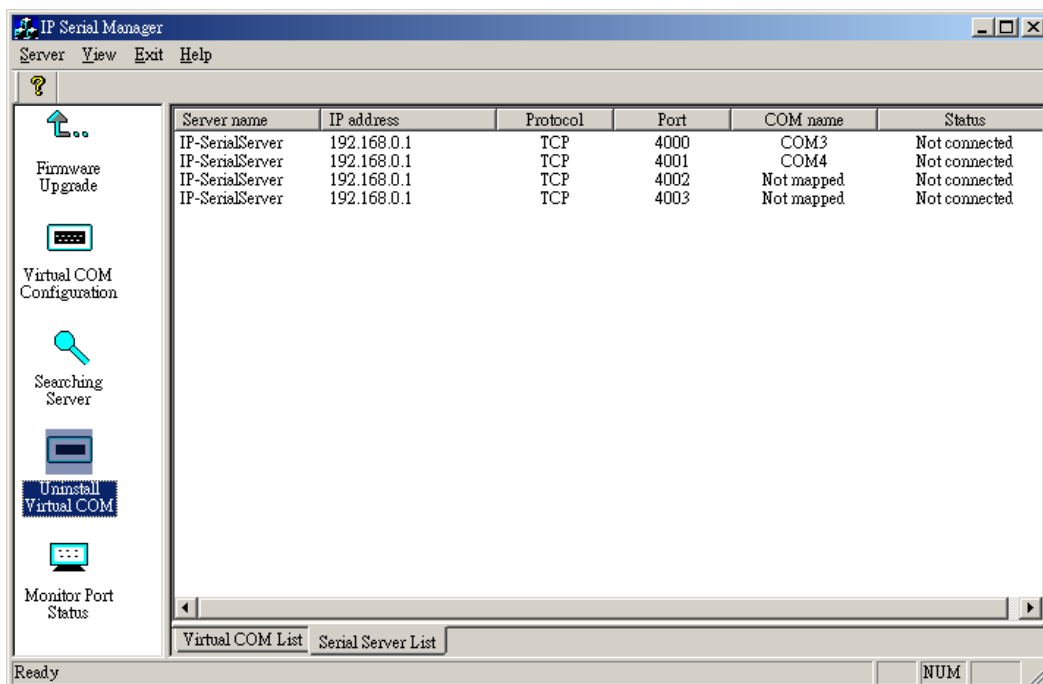 IP Serial Manager
Server View Exit Help
Firmware
Upgrade
Virtual COM
Configuration
Searching
Server
Uninstall
Virtual COM
Monitor Port
Status
Server name IP address Protocol Port COM name Status
IP-SerialServer 192.168.0.1 TCP 4000 COM3 Not connected
IP-SerialServer 192.168.0.1 TCP 4001 COM4 Not connected
IP-SerialServer 192.168.0.1 TCP 4002 Not mapped Not connected
IP-SerialServer 192.168.0.1 TCP 4003 Not mapped Not connected
Virtual COM List Serial Server List
Ready NUM